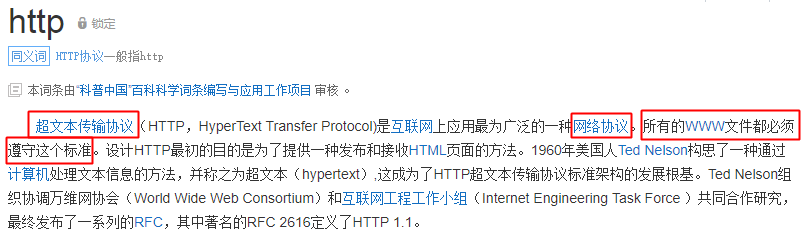 http 锁定
同义词 HTTP协议一般指http
本词条由“科普中国”百科科学词条编写与应用工作项目 审核 。
超文本传输协议（HTTP，HyperText Transfer Protocol)是互联网上应用最为广泛的一种网络协议。所有的WWW文件都必须
遵守这个标准。设计HTTP最初的目的是为了提供一种发布和接收HTML页面的方法。1960年美国人Ted Nelson构思了一种通过
计算机处理文本信息的方法，并称之为超文本（hypertext）,这成为了HTTP超文本传输协议标准架构的发展根基。Ted Nelson组
织协调万维网协会（World Wide Web Consortium）和互联网工程工作小组（Internet Engineering Task Force ）共同合作研究，
最终发布了一系列的RFC，其中著名的RFC 2616定义了HTTP 1.1。